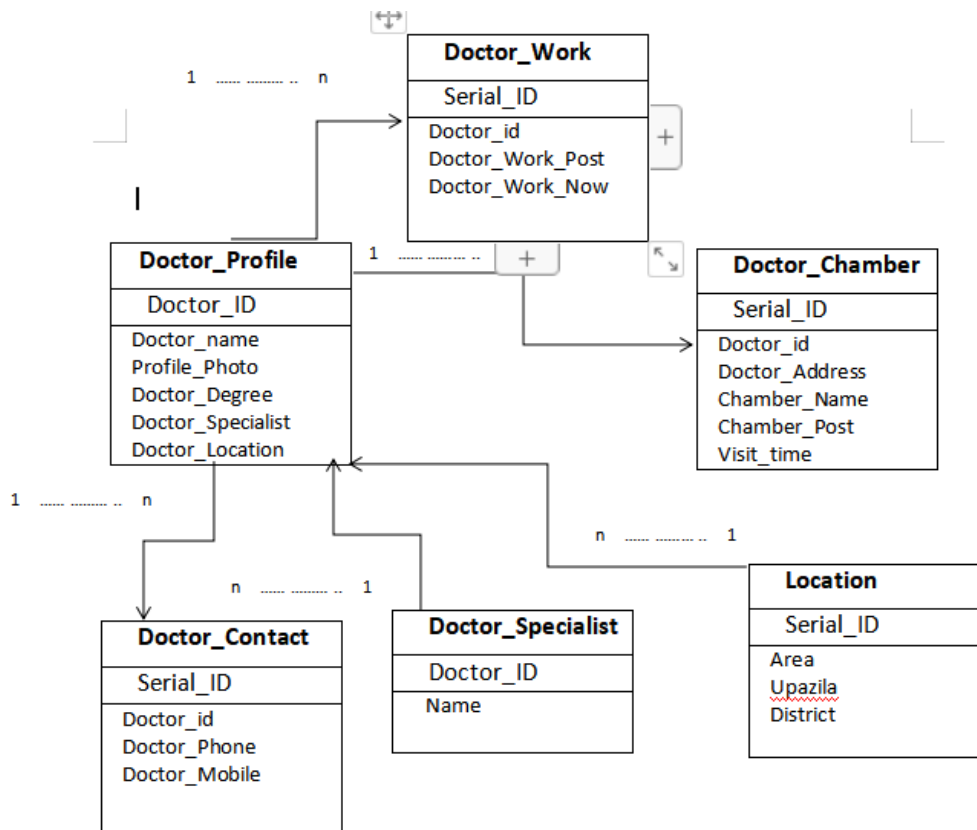 Doctor_Work
Serial_ID
Doctor_id
Doctor_Work_Post
Doctor_Work_Now
1 ...... ......... .. n
Doctor_Profile
Doctor_ID
Doctor_name
Profile_Photo
Doctor_Degree
Doctor_Specialist
Doctor_Location
1 ...... ......... ..
Doctor_Chamber
Serial_ID
Doctor_id
Doctor_Address
Chamber_Name
Chamber_Post
Visit_time
1 ...... ......... .. n
n ...... ......... .. 1
n ...... ......... .. 1
Doctor_Contact
Serial_ID
Doctor_id
Doctor_Phone
Doctor_Mobile
Doctor_Specialist
Doctor_ID
Name
Location
Serial_ID
Area
Upazila
District